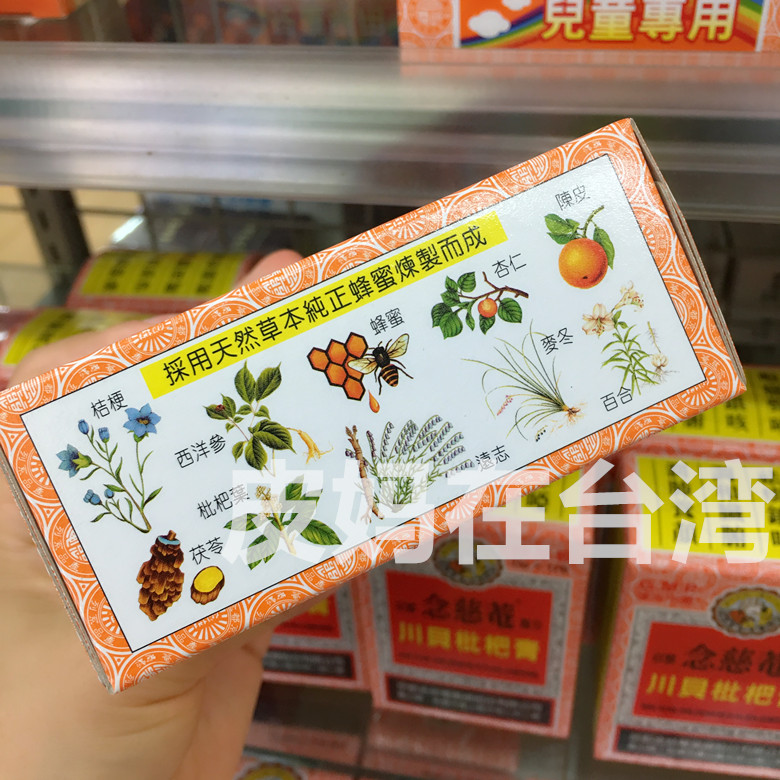 兒童專用
採用天然草本純正蜂蜜煉製而成
陳皮
杏仁
蜂蜜
麥冬
百合
桔梗
西洋參
遠志
枇杷葉
茯苓
皮媽在台湾
念慈菴
川貝枇杷膏
念慈菴
川貝枇杷膏